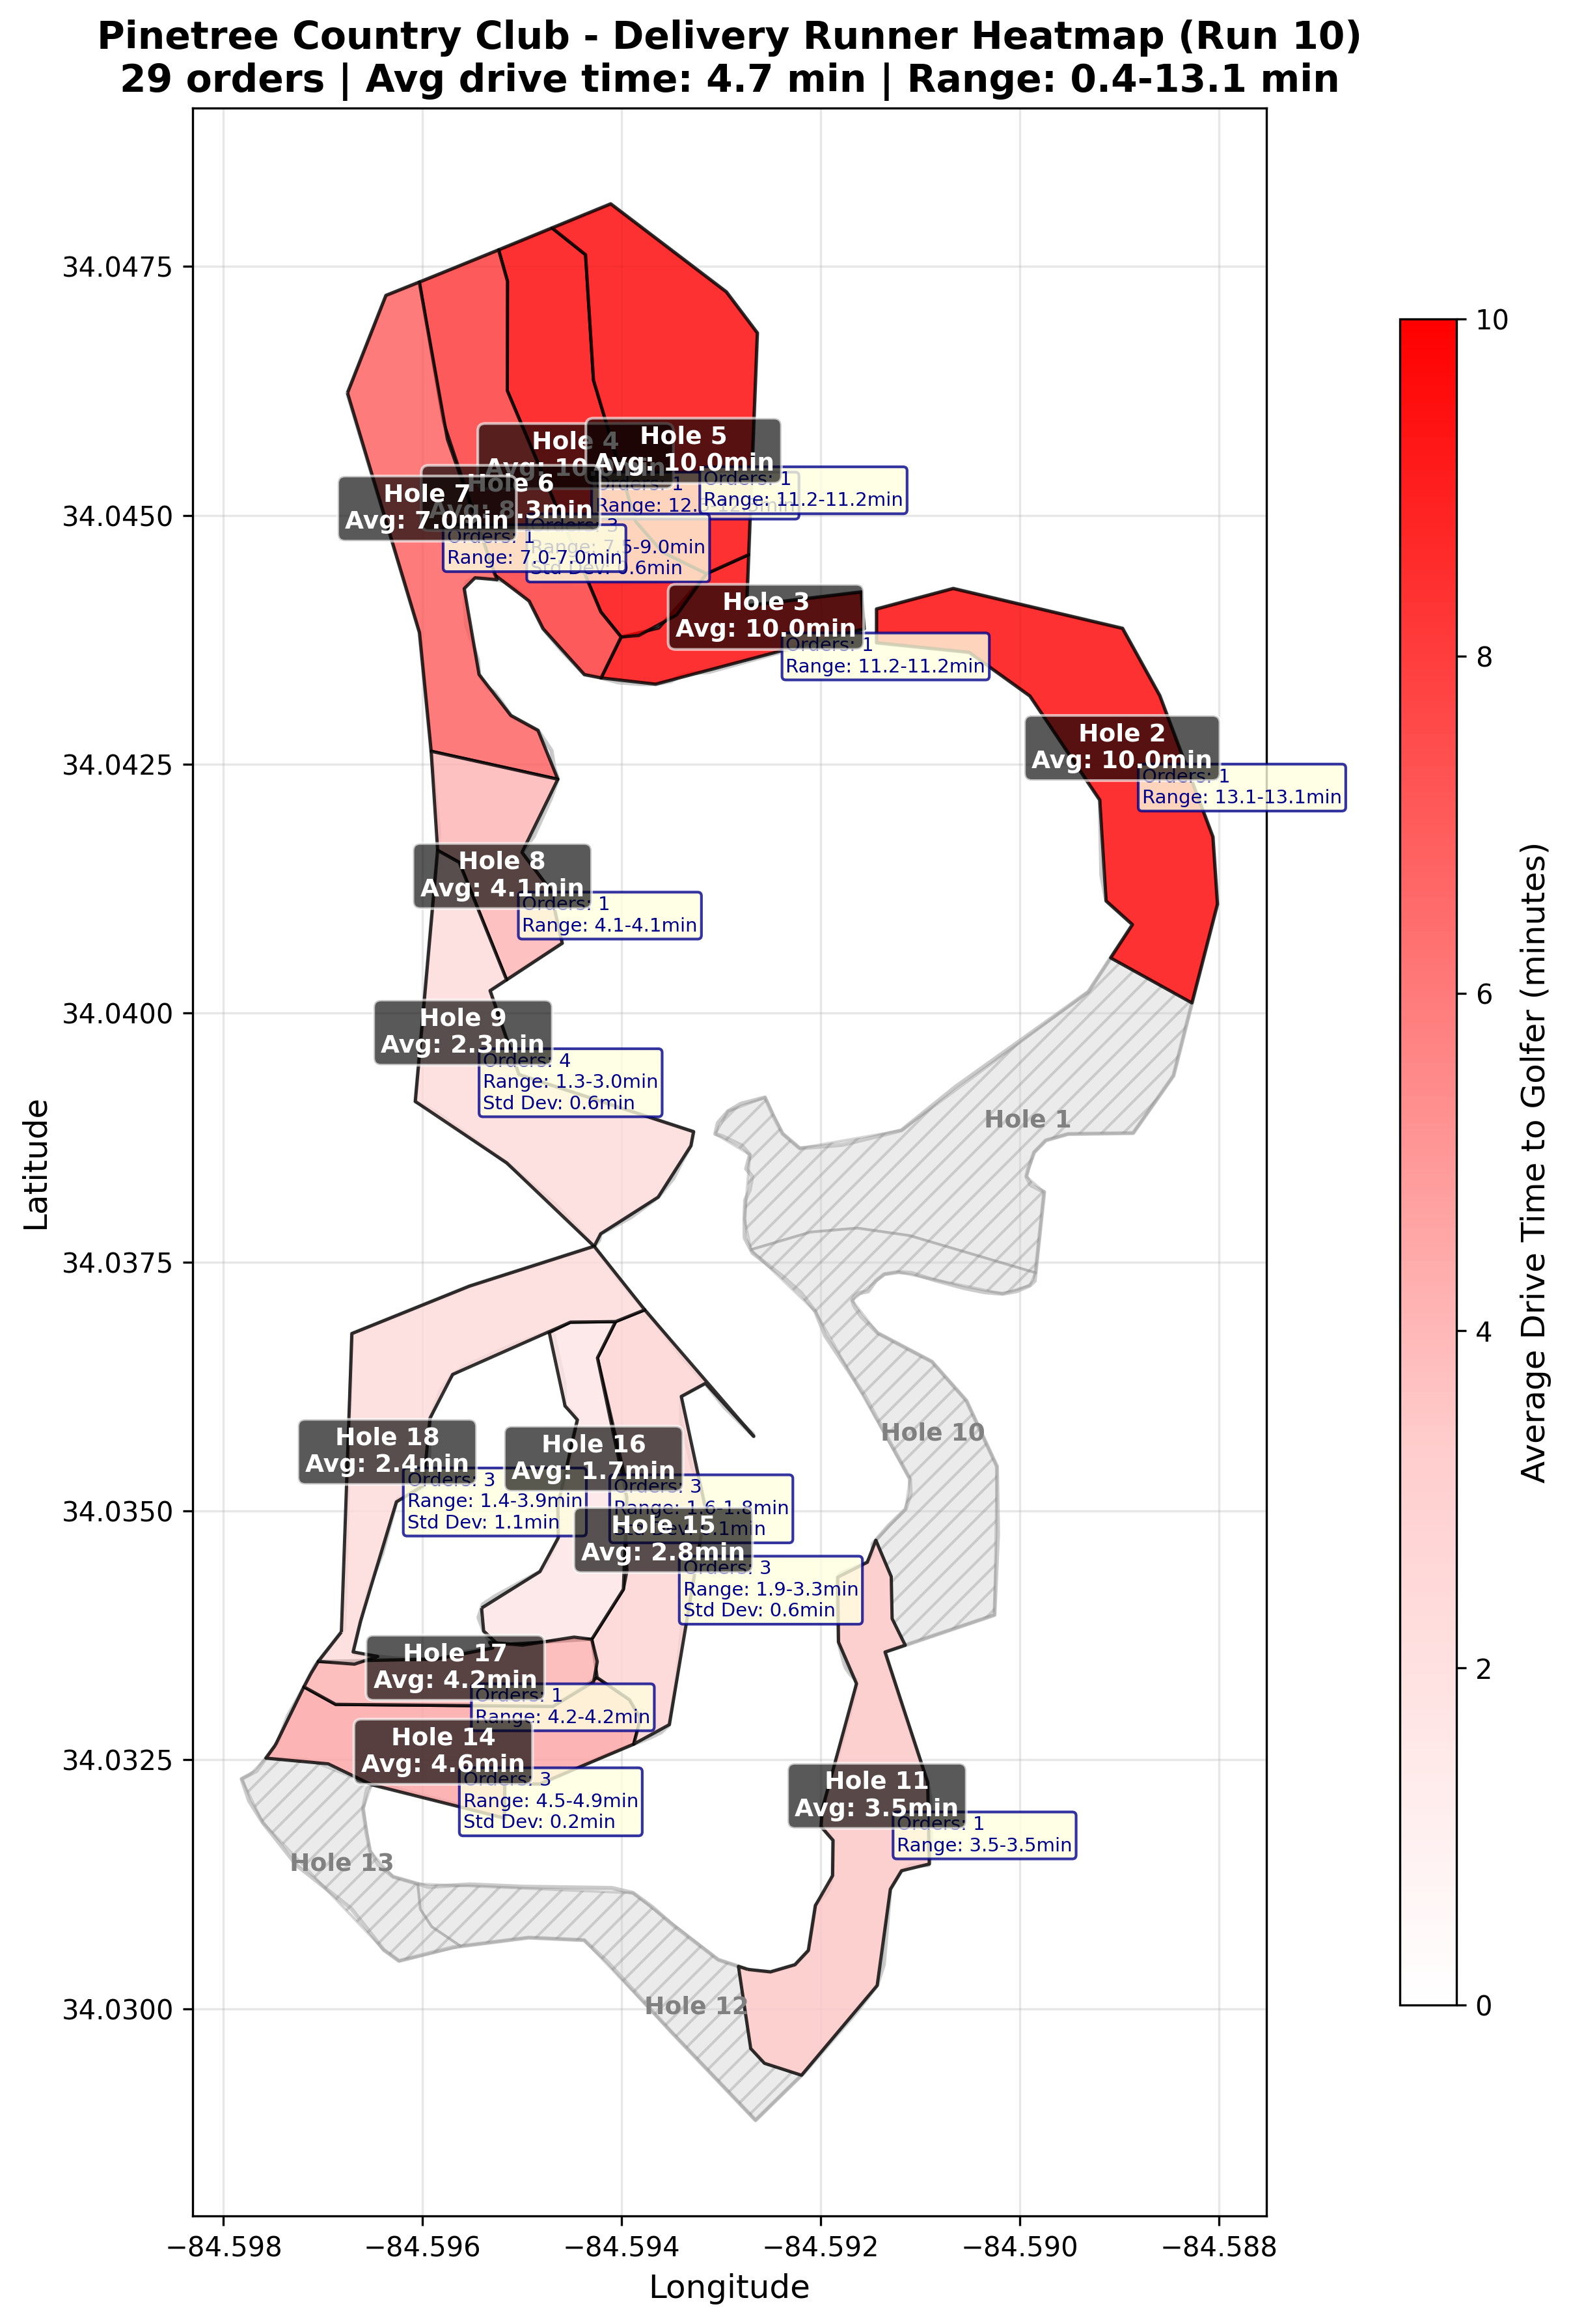 Pinetree Country Club - Delivery Runner Heatmap (Run 10)
29 orders | Avg drive time: 4.7 min | Range: 0.4-13.1 min
Latitude
34.0475
34.0450
34.0425
34.0400
34.0375
34.0350
34.0325
34.0300
Hole 4
Avg: 10.
Orders: 1
Range: 12.
Hole 5
Avg: 10.0min
Orders: 1
Range: 11.2-11.2min
Hole 6
Avg: 8.3min
Orders: 3
Range: 7.5-9.0min
Std Dev: 0.6min
Hole 7
Avg: 7.0min
Orders: 1
Range: 7.0-7.0min
Hole 3
Avg: 10.0min
Orders: 1
Range: 11.2-11.2min
Hole 2
Avg: 10.0min
Orders: 1
Range: 13.1-13.1min
Hole 8
Avg: 4.1min
Orders: 1
Range: 4.1-4.1min
Hole 9
Avg: 2.3min
Orders: 4
Range: 1.3-3.0min
Std Dev: 0.6min
Hole 1
Hole 10
Hole 18
Avg: 2.4min
Orders: 3
Range: 1.4-3.9min
Std Dev: 1.1min
Hole 16
Avg: 1.7min
Orders: 3
Range: 1.6-1.8min
Std Dev: 0.1min
Hole 15
Avg: 2.8min
Orders: 3
Range: 1.9-3.3min
Std Dev: 0.6min
Hole 17
Avg: 4.2min
Orders: 1
Range: 4.2-4.2min
Hole 14
Avg: 4.6min
Orders: 3
Range: 4.5-4.9min
Std Dev: 0.2min
Hole 11
Avg: 3.5min
Orders: 1
Range: 3.5-3.5min
Hole 13
Hole 12
−84.598
−84.596
−84.594
−84.592
−84.590
−84.588
Longitude
10
8
6
4
2
0
Average Drive Time to Golfer (minutes)